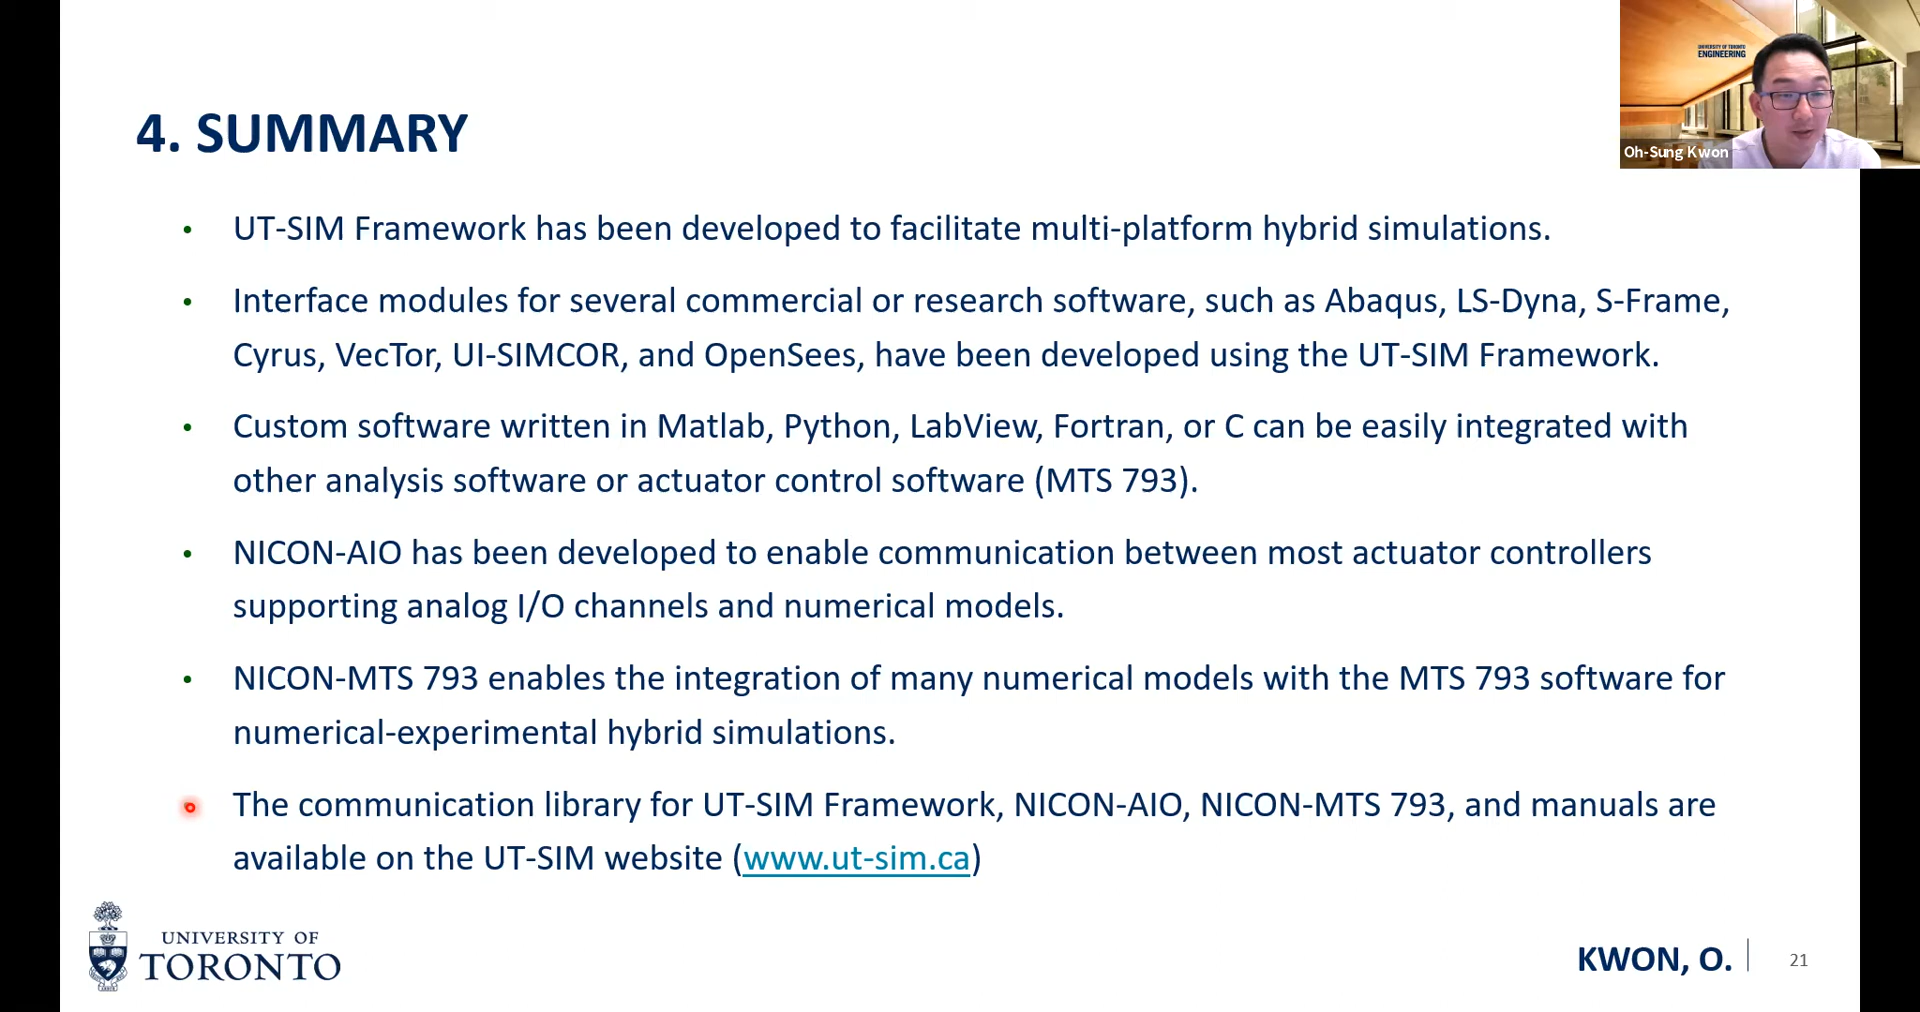 UNIVERSITY OF TORONTO
ENGINEERING
Oh-Sung Kwon
4. SUMMARY
• UT-SIM Framework has been developed to facilitate multi-platform hybrid simulations.
• Interface modules for several commercial or research software, such as Abaqus, LS-Dyna, S-Frame,
Cyrus, VecTor, UI-SIMCOR, and OpenSees, have been developed using the UT-SIM Framework.
• Custom software written in Matlab, Python, LabView, Fortran, or C can be easily integrated with
other analysis software or actuator control software (MTS 793).
• NICON-AIO has been developed to enable communication between most actuator controllers
supporting analog I/O channels and numerical models.
• NICON-MTS 793 enables the integration of many numerical models with the MTS 793 software for
numerical-experimental hybrid simulations.
The communication library for UT-SIM Framework, NICON-AIO, NICON-MTS 793, and manuals are
available on the UT-SIM website (www.ut-sim.ca)
UNIVERSITY OF
TORONTO
KWON, O.
21